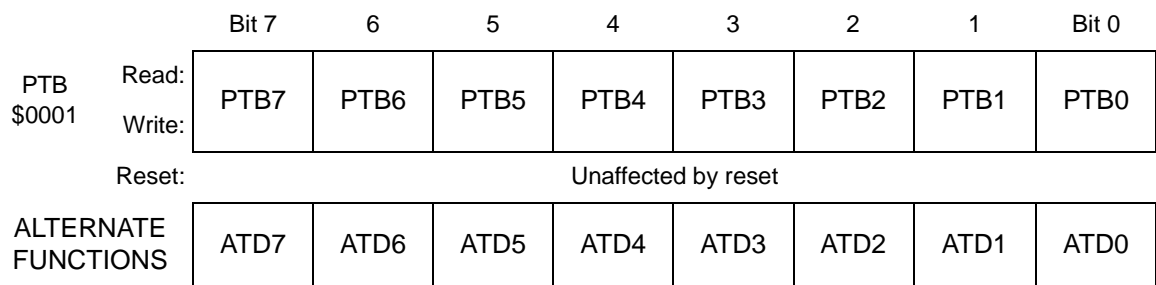 Bit 7 6 5 4 3 2 1 Bit 0
PTB $0001 Read: Write: PTB7 PTB6 PTB5 PTB4 PTB3 PTB2 PTB1 PTB0
Reset: Unaffected by reset
ALTERNATE FUNCTIONS ATD7 ATD6 ATD5 ATD4 ATD3 ATD2 ATD1 ATD0